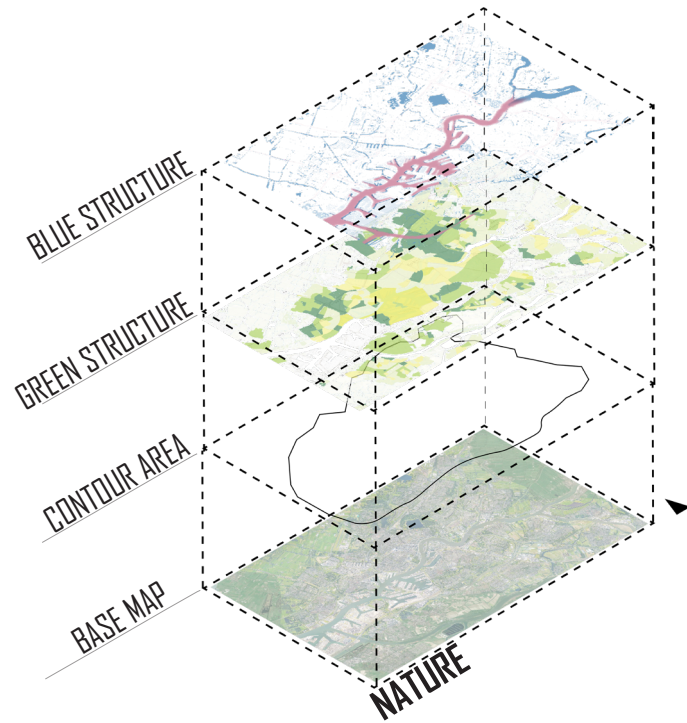 BLUE STRUCTURE
GREEN STRUCTURE
CONTOUR AREA
BASE MAP
NATURE